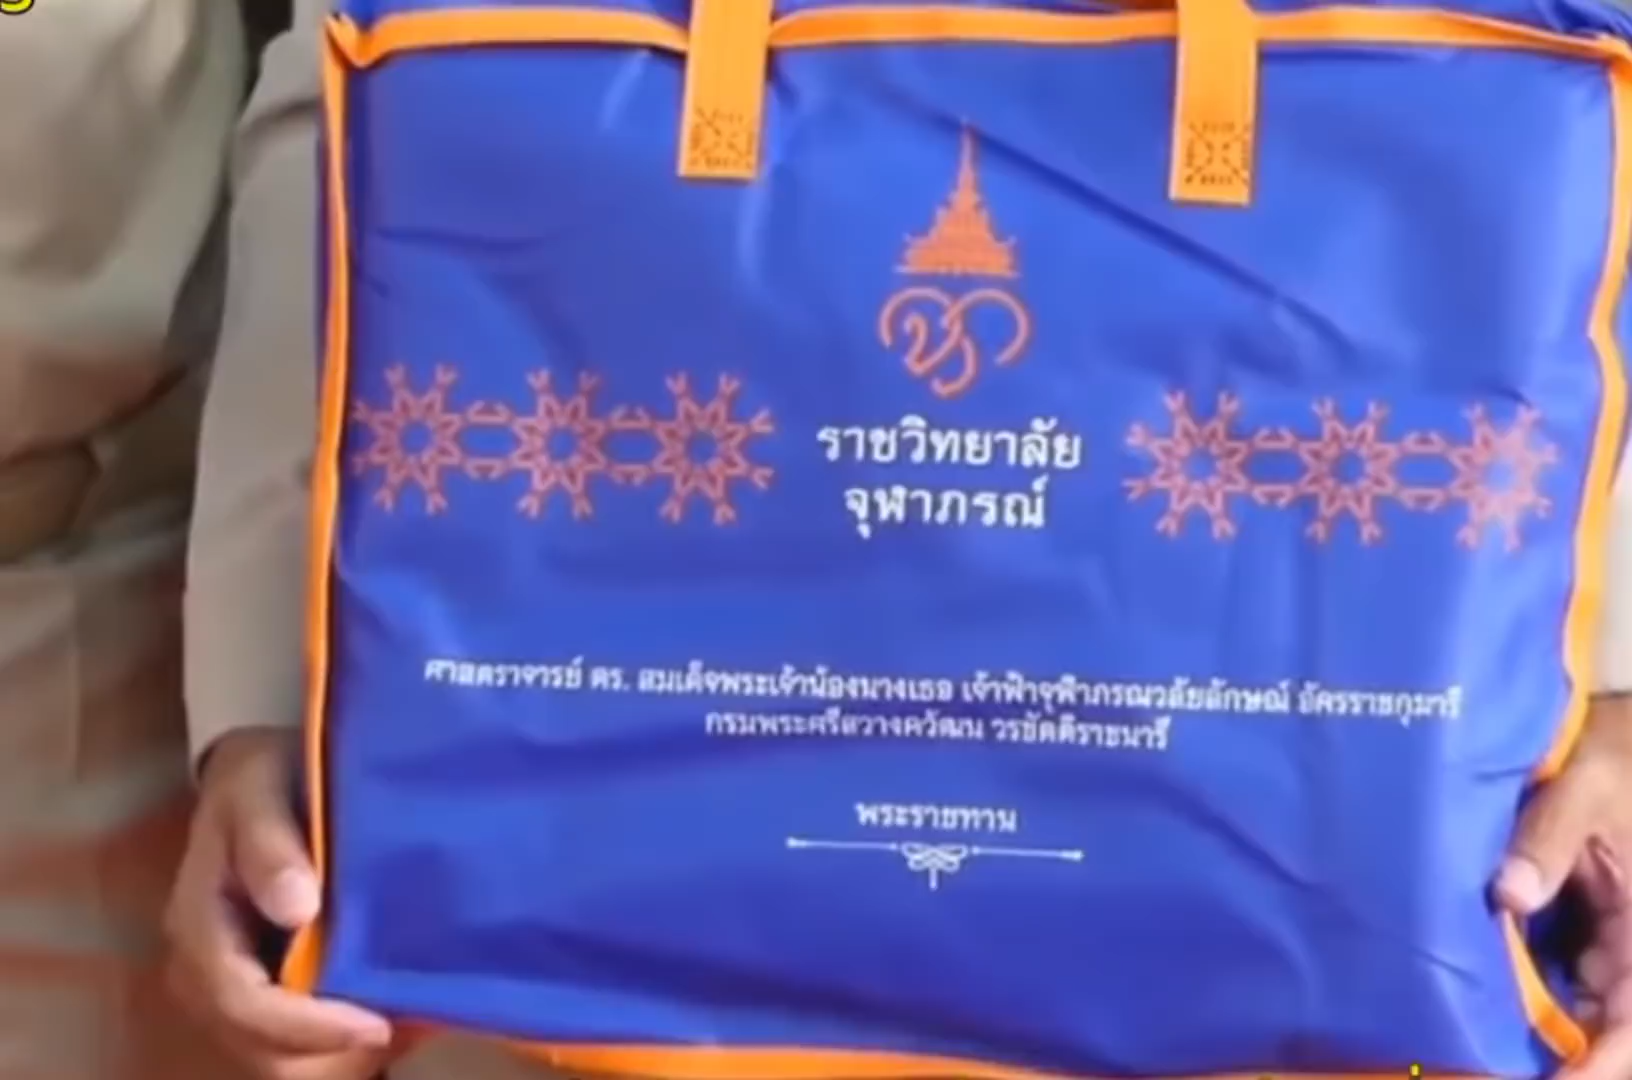 ราชวิทยาลัย
จุฬาภรณ์
ศาสตราจารย์ ดร. สมเด็จพระเจ้าน้องนางเธอ เจ้าฟ้าจุฬาภรณวลัยลักษณ์ อัครราชกุมารี
กรมพระศรีสวางควัฒน วรขัตติราชนารี
พระราชทาน